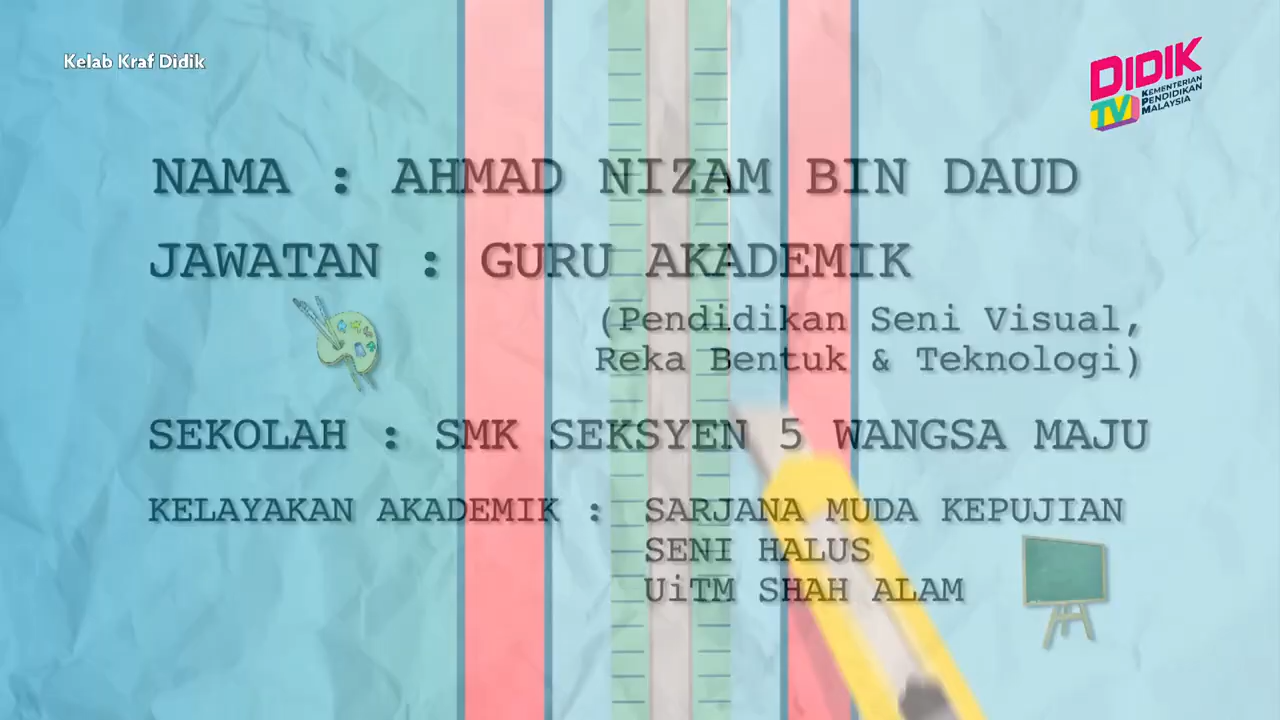 Kelab Kraf Didik
DIDIK
TV
KEMENTERIAN
PENDIDIKAN
MALAYSIA
NAMA : AHMAD NIZAM BIN DAUD
JAWATAN : GURU AKADEMIK
(Pendidikan Seni Visual,
Reka Bentuk & Teknologi)
SEKOLAH : SMK SEKSYEN 5 WANGSA MAJU
KELAYAKAN AKADEMIK : SARJANA MUDA KEPUJIAN
SENI HALUS
UiTM SHAH ALAM